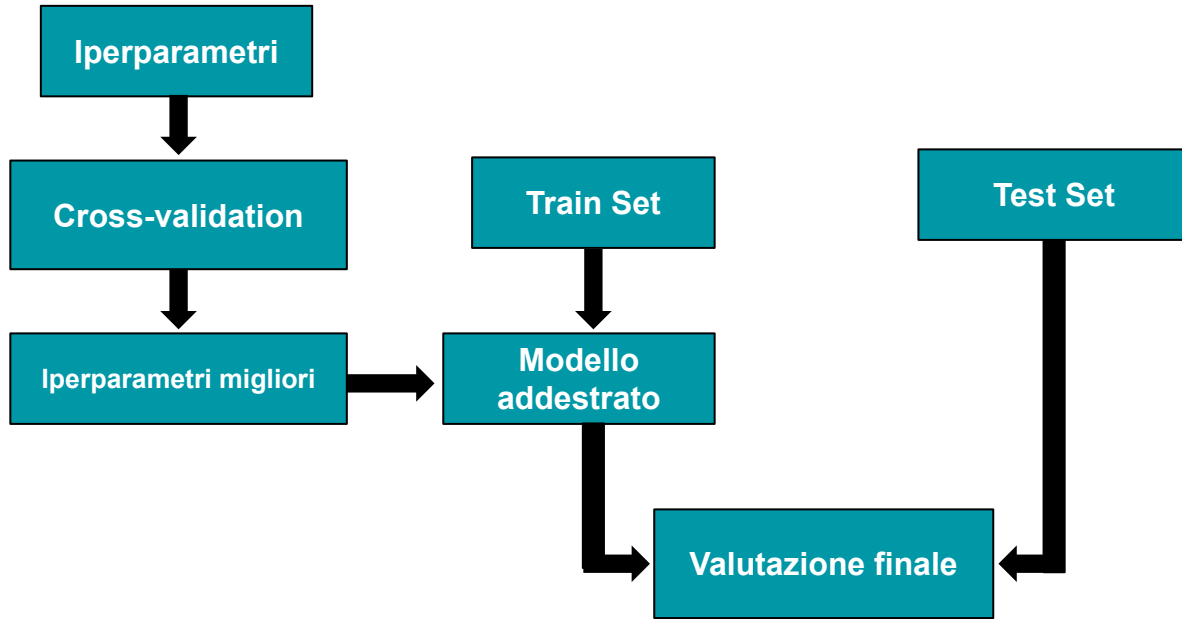 Iperparametri
Cross-validation
Train Set
Test Set
Iperparametri migliori
Modello
addestrato
Valutazione finale